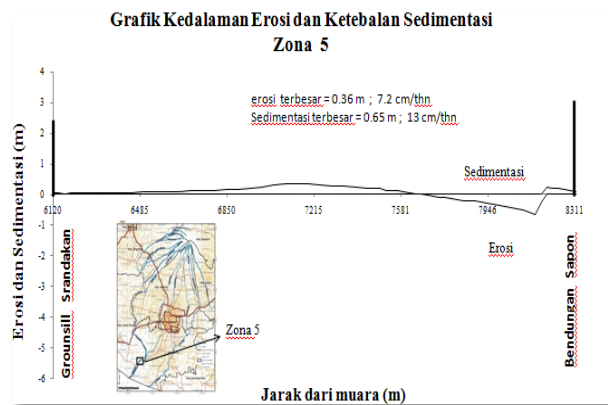 Grafik Kedalaman Erosi dan Ketebalan Sedimentasi
Zona 5
erosi terbesar = 0.36 m ; 7.2 cm/thn
Sedimentasi terbesar = 0.65 m ; 13 cm/thn
Erosi dan Sedimentasi (m)
4
3
2
1
0
-1
-2
-3
-4
-5
-6
6120
6485
6850
7215
7581
7946
8311
Sedimentasi
Erosi
Grounsill Srandakan
Bendungan Sapon
Zona 5
Jarak dari muara (m)